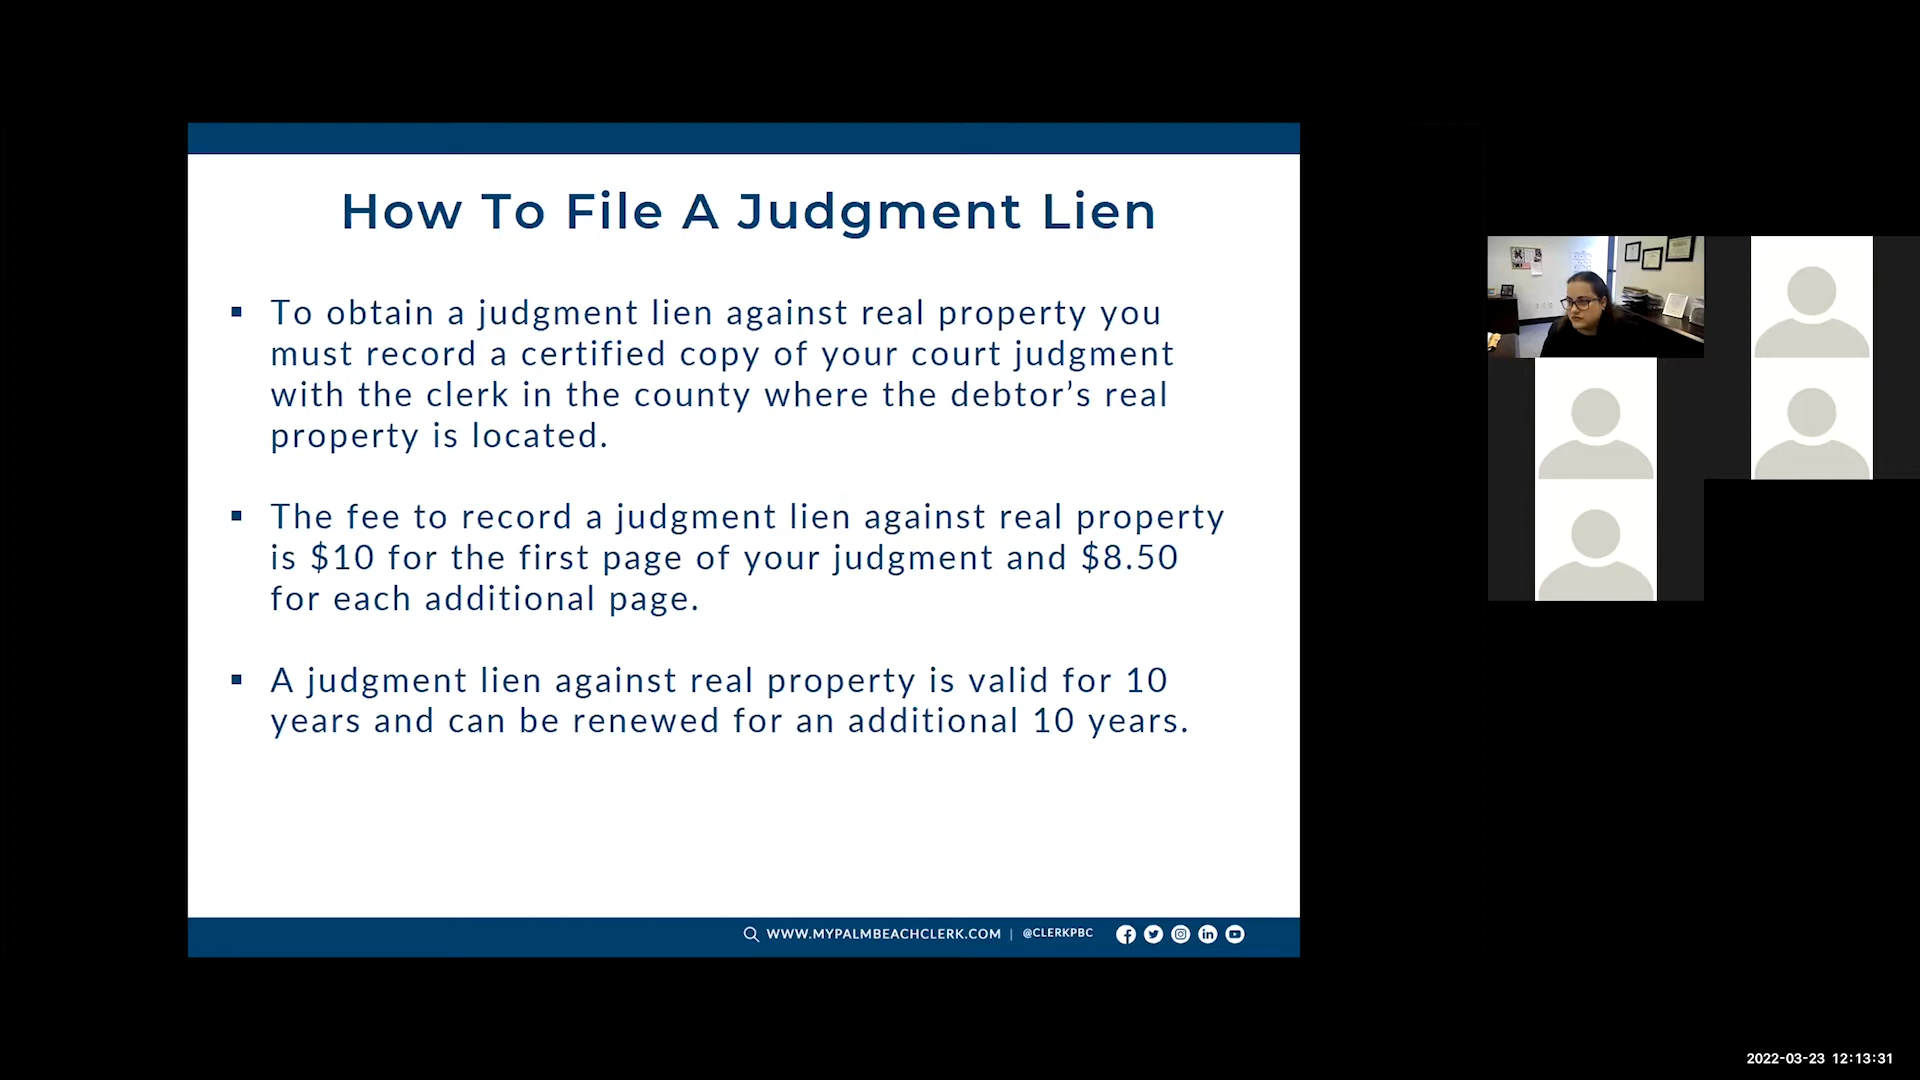 How To File A Judgment Lien
▪ To obtain a judgment lien against real property you
must record a certified copy of your court judgment
with the clerk in the county where the debtor’s real
property is located.
▪ The fee to record a judgment lien against real property
is $10 for the first page of your judgment and $8.50
for each additional page.
▪ A judgment lien against real property is valid for 10
years and can be renewed for an additional 10 years.
WWW.MYPALMBEACHCLERK.COM | @CLERKPBC
2022-03-23 12:13:31